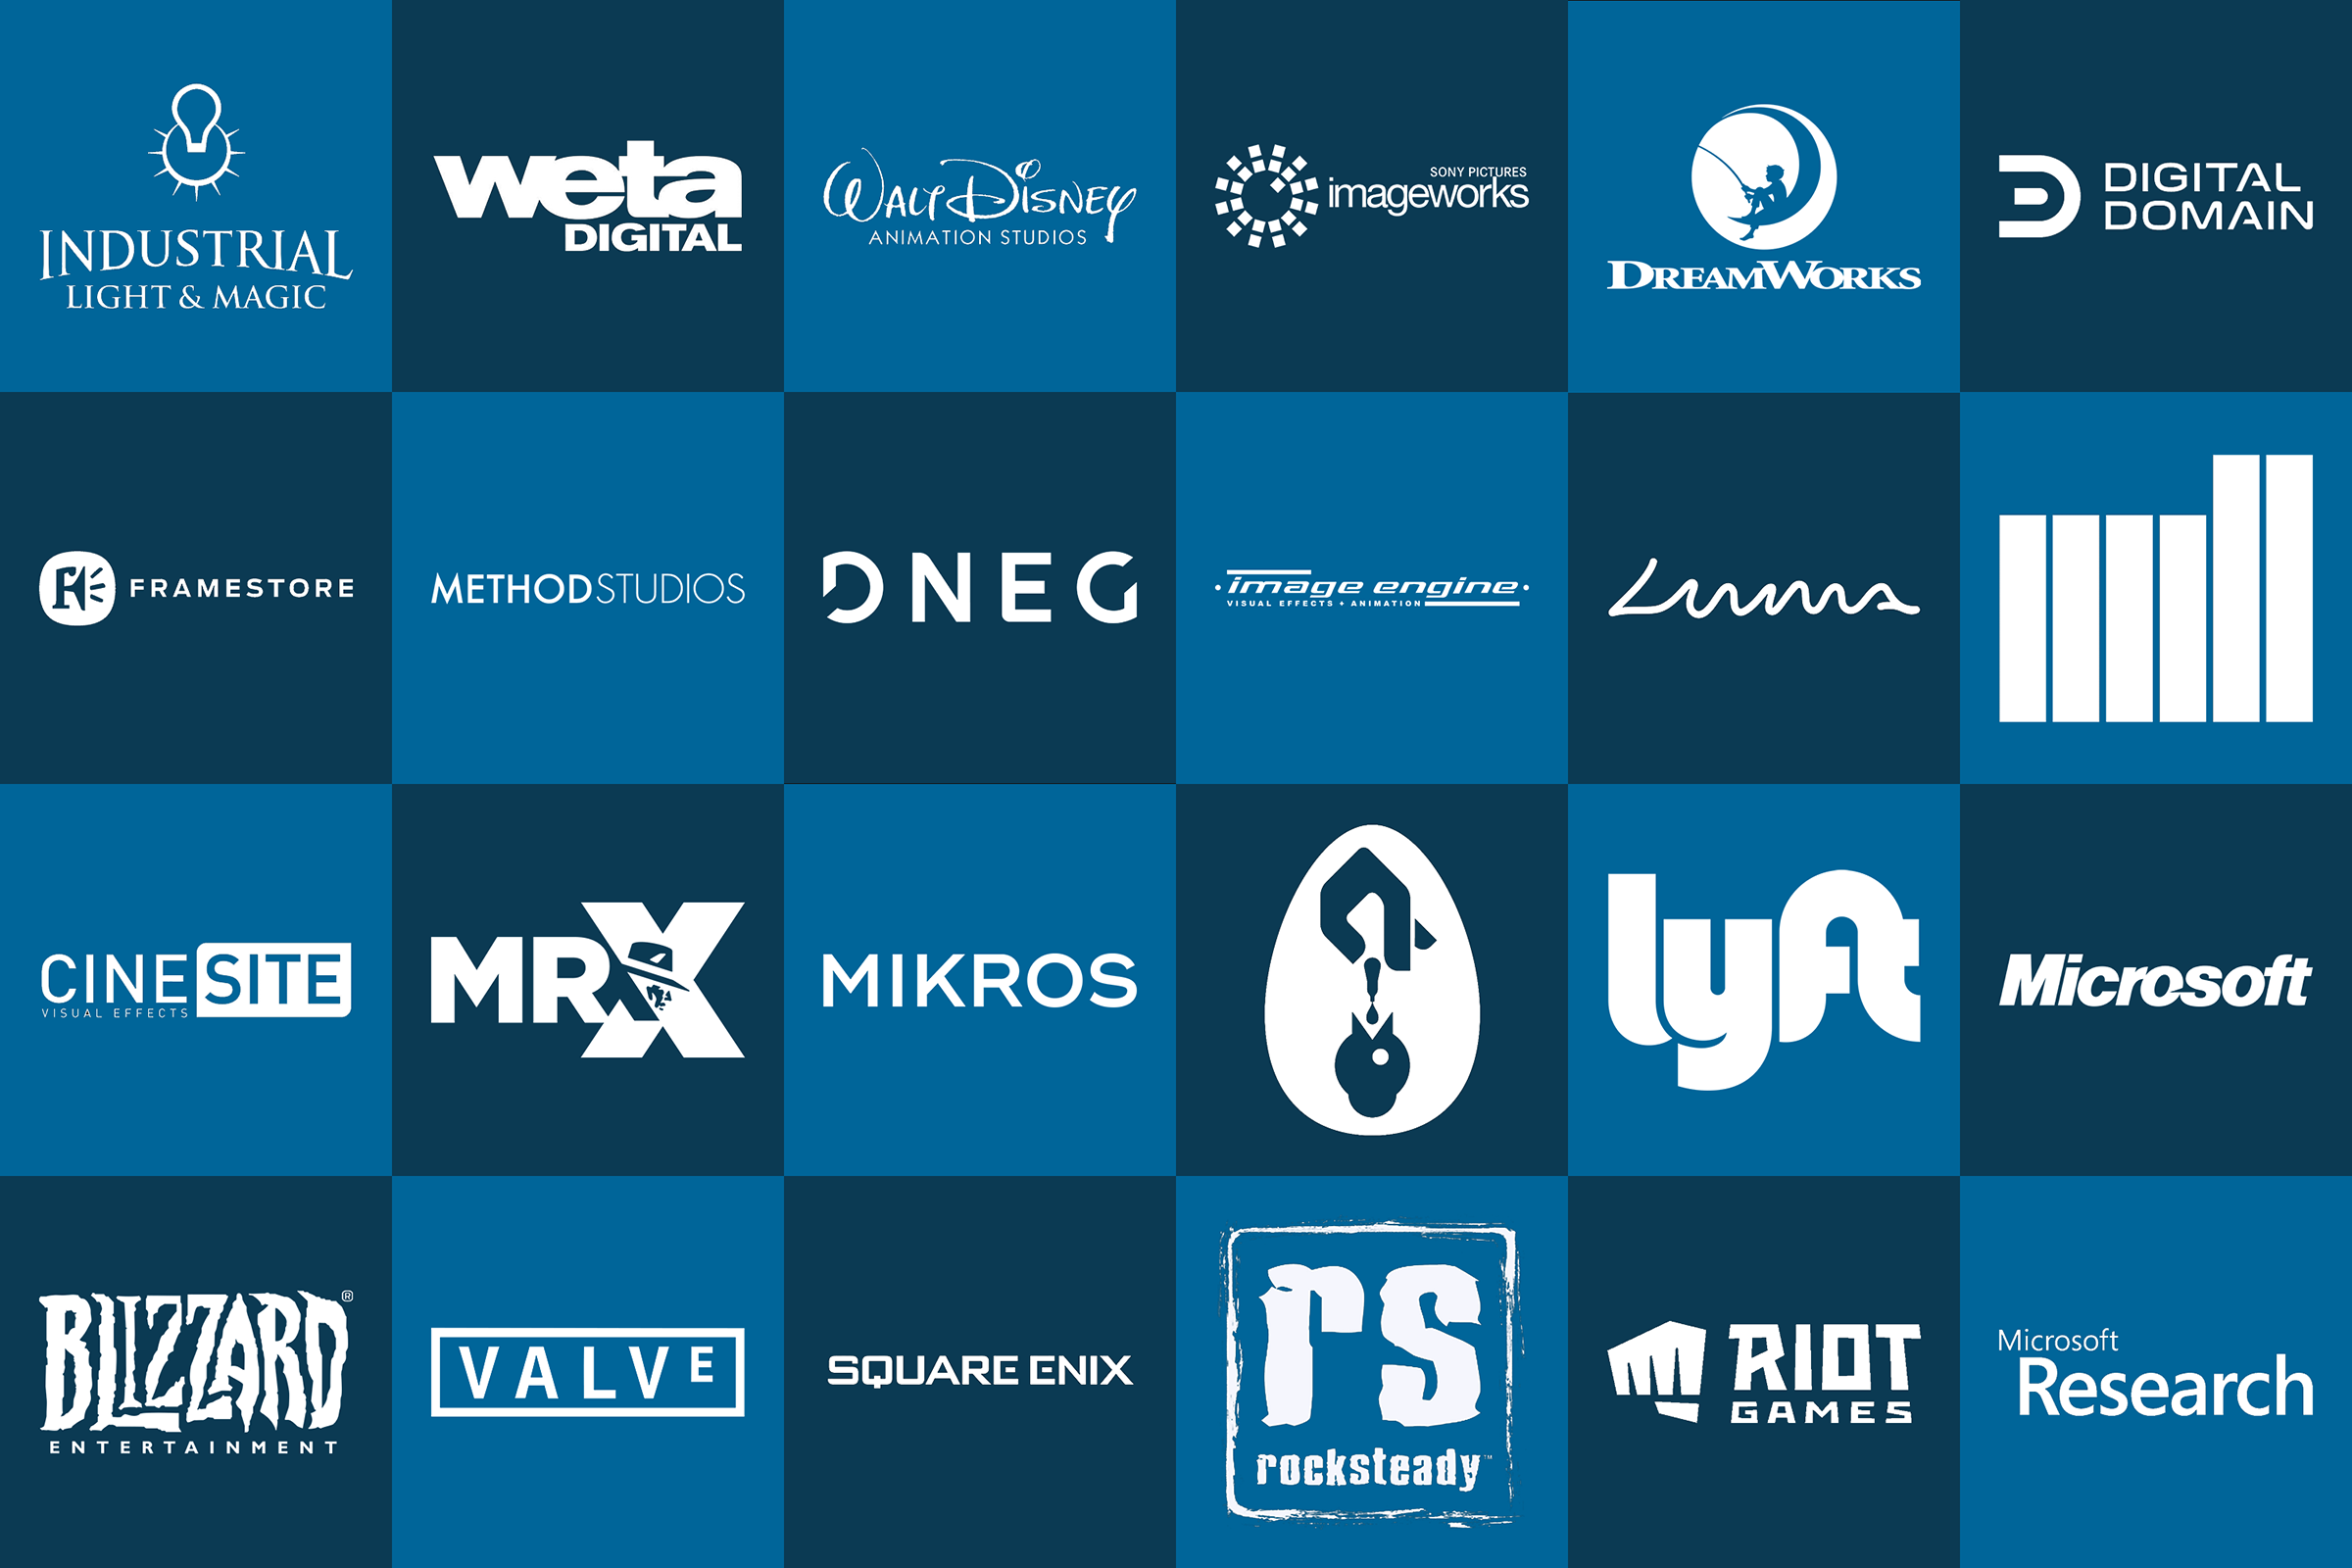 INDUSTRIAL
LIGHT & MAGIC
weta
DIGITAL
WALT DISNEY
ANIMATION STUDIOS
SONY PICTURES
imageworks
DREAMWORKS
DIGITAL
DOMAIN
FRAMESTORE
METHODSTUDIOS
DNEG
image engine
VISUAL EFFECTS + ANIMATION
Luma
CINESITE
VISUAL EFFECTS
MR X
MIKROS
lyft
Microsoft
BLIZZARD®
ENTERTAINMENT
VALVE
SQUARE ENIX
rs
rocksteady™
RIOT
GAMES
Microsoft
Research